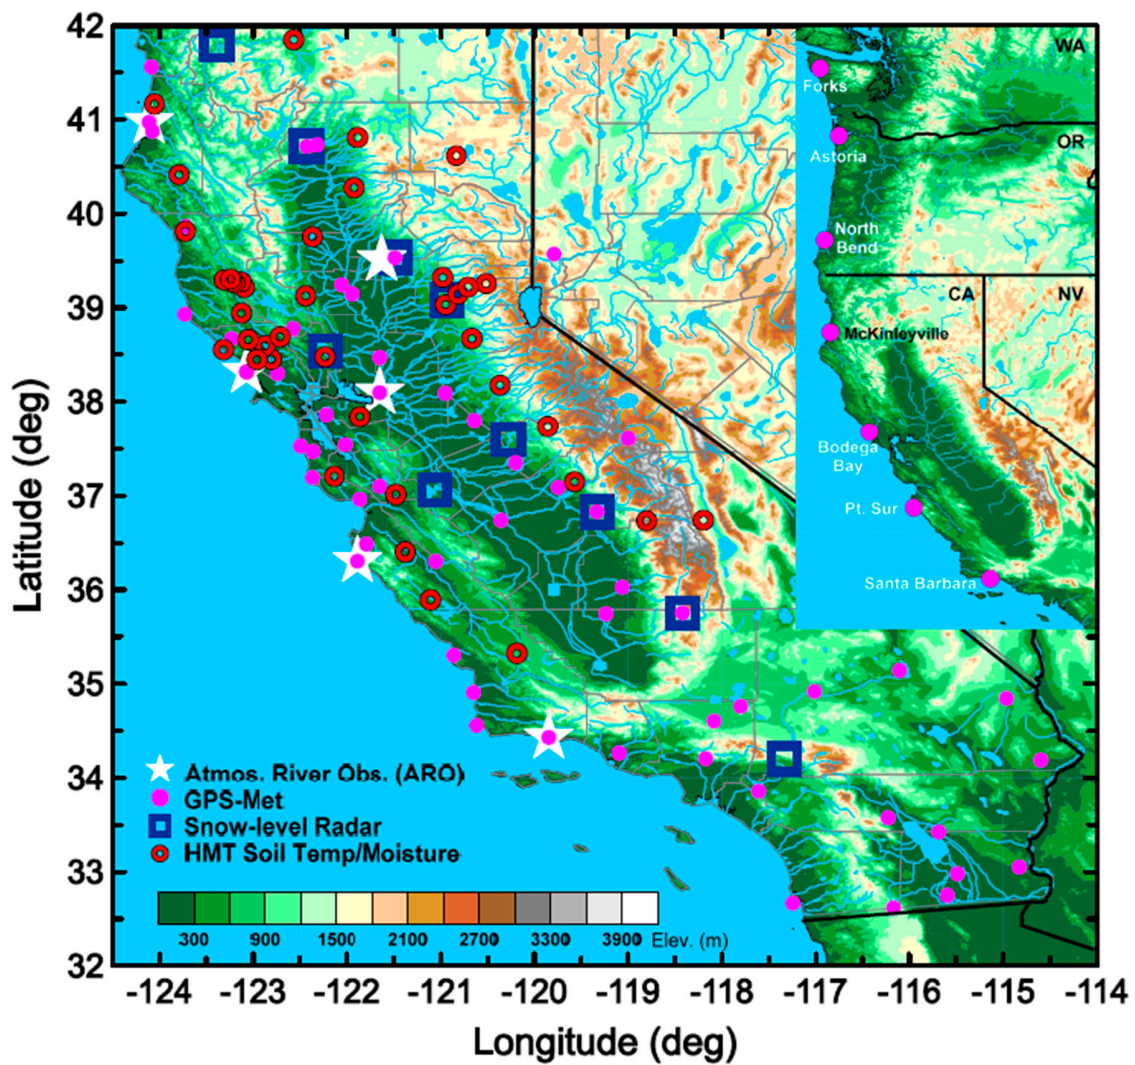 42
41
40
39
38
37
36
35
34
33
32
Latitude (deg)
WA
Forks
OR
Astoria
North
Bend
CA
NV
McKinleyville
Bodega
Bay
Pt. Sur
Santa Barbara
Atmos. River Obs. (ARO)
GPS-Met
Snow-level Radar
HMT Soil Temp/Moisture
300 900 1500 2100 2700 3300 3900 Elev. (m)
-124 -123 -122 -121 -120 -119 -118 -117 -116 -115 -114
Longitude (deg)